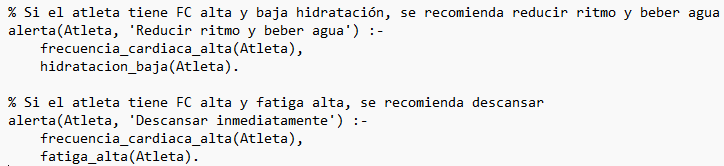 % Si el atleta tiene FC alta y baja hidratación, se recomienda reducir ritmo y beber agua
alerta(Atleta, 'Reducir ritmo y beber agua') :-
    frecuencia_cardiaca_alta(Atleta),
    hidratacion_baja(Atleta).

% Si el atleta tiene FC alta y fatiga alta, se recomienda descansar
alerta(Atleta, 'Descansar inmediatamente') :-
    frecuencia_cardiaca_alta(Atleta),
    fatiga_alta(Atleta).